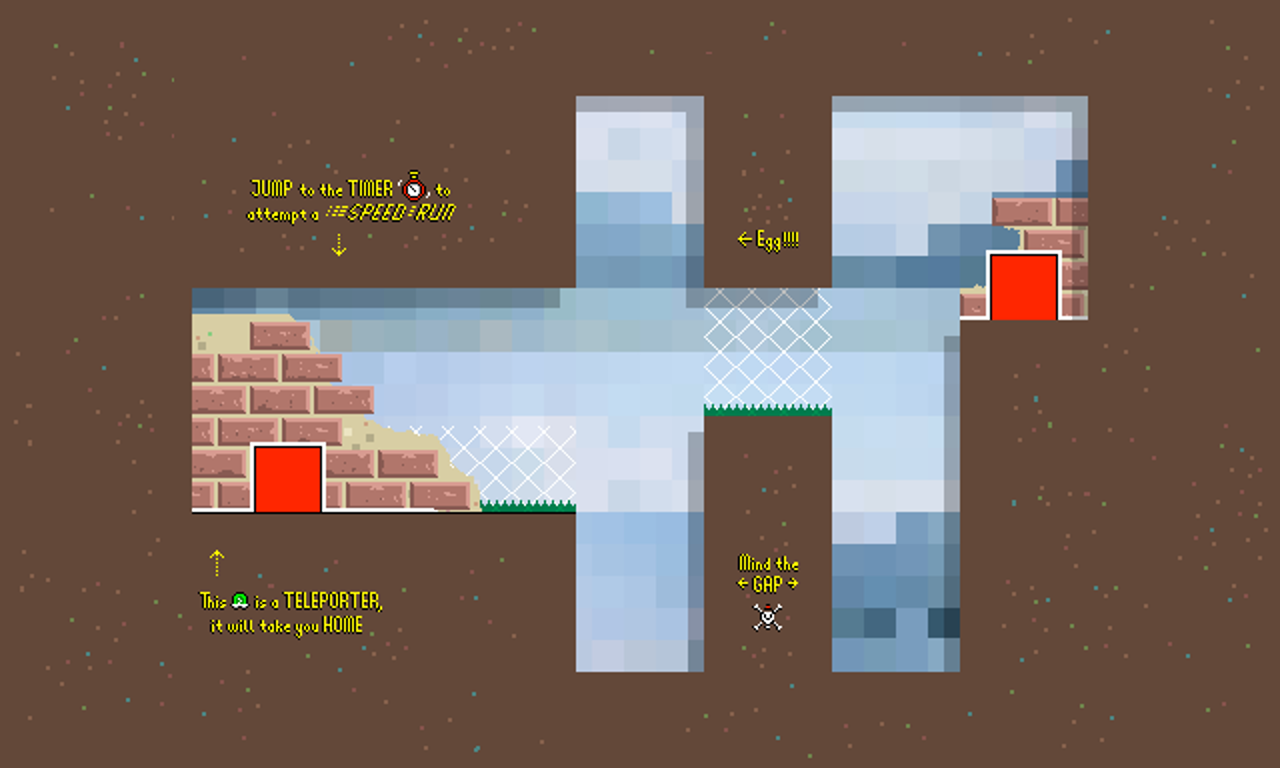 JUMP to the TIMER, to
attempt a SPEED RUN
← Egg!!!!
Mind the
← GAP →
This is a TELEPORTER,
it will take you HOME